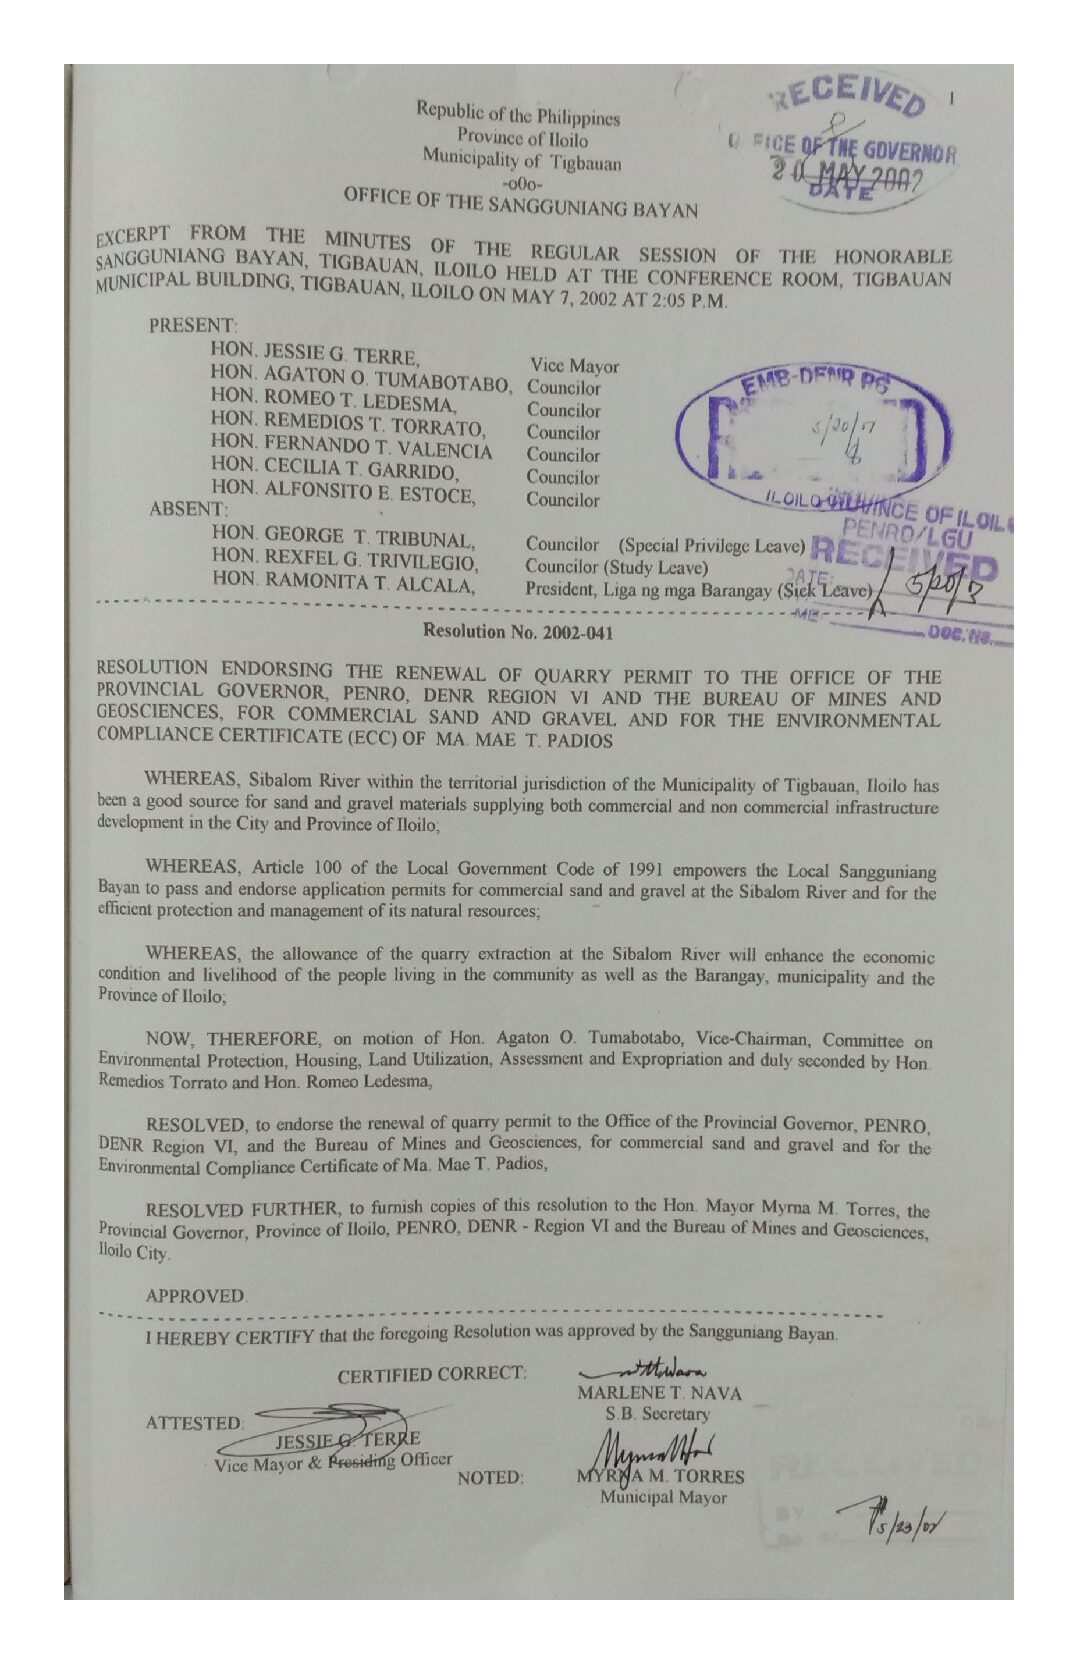 RECEIVED
1
OFFICE OF THE GOVERNOR
20 MAY 2002
DATE
Republic of the Philippines
Province of Iloilo
Municipality of Tigbauan
-o0o-
OFFICE OF THE SANGGUNIANG BAYAN
EXCERPT FROM THE MINUTES OF THE REGULAR SESSION OF THE HONORABLE
SANGGUNIANG BAYAN, TIGBAUAN, ILOILO HELD AT THE CONFERENCE ROOM, TIGBAUAN
MUNICIPAL BUILDING, TIGBAUAN, ILOILO ON MAY 7, 2002 AT 2:05 P.M.
PRESENT:
HON. JESSIE G. TERRE, Vice Mayor
HON. AGATON O. TUMABOTABO, Councilor
HON. ROMEO T. LEDESMA, Councilor
HON. REMEDIOS T. TORRATO, Councilor
HON. FERNANDO T. VALENCIA Councilor
HON. CECILIA T. GARRIDO, Councilor
HON. ALFONSITO E. ESTOCE, Councilor
EMB-DENR R6
ILOILO
ABSENT:
HON. GEORGE T. TRIBUNAL, Councilor (Special Privilege Leave)
HON. REXFEL G. TRIVILEGIO, Councilor (Study Leave)
HON. RAMONITA T. ALCALA, President, Liga ng mga Barangay (Sick Leave)
PROVINCE OF ILOILO
PENRO/LGU
RECEIVED
DATE:
DOC. No.
Resolution No. 2002-041
RESOLUTION ENDORSING THE RENEWAL OF QUARRY PERMIT TO THE OFFICE OF THE
PROVINCIAL GOVERNOR, PENRO, DENR REGION VI AND THE BUREAU OF MINES AND
GEOSCIENCES, FOR COMMERCIAL SAND AND GRAVEL AND FOR THE ENVIRONMENTAL
COMPLIANCE CERTIFICATE (ECC) OF MA. MAE T. PADIOS
WHEREAS, Sibalom River within the territorial jurisdiction of the Municipality of Tigbauan, Iloilo has
been a good source for sand and gravel materials supplying both commercial and non commercial infrastructure
development in the City and Province of Iloilo;
WHEREAS, Article 100 of the Local Government Code of 1991 empowers the Local Sangguniang
Bayan to pass and endorse application permits for commercial sand and gravel at the Sibalom River and for the
efficient protection and management of its natural resources;
WHEREAS, the allowance of the quarry extraction at the Sibalom River will enhance the economic
condition and livelihood of the people living in the community as well as the Barangay, municipality and the
Province of Iloilo;
NOW, THEREFORE, on motion of Hon. Agaton O. Tumabotabo, Vice-Chairman, Committee on
Environmental Protection, Housing, Land Utilization, Assessment and Expropriation and duly seconded by Hon.
Remedios Torrato and Hon. Romeo Ledesma,
RESOLVED, to endorse the renewal of quarry permit to the Office of the Provincial Governor, PENRO,
DENR Region VI, and the Bureau of Mines and Geosciences, for commercial sand and gravel and for the
Environmental Compliance Certificate of Ma. Mae T. Padios,
RESOLVED FURTHER, to furnish copies of this resolution to the Hon. Mayor Myrna M. Torres, the
Provincial Governor, Province of Iloilo, PENRO, DENR - Region VI and the Bureau of Mines and Geosciences,
Iloilo City.
APPROVED.
I HEREBY CERTIFY that the foregoing Resolution was approved by the Sangguniang Bayan.
CERTIFIED CORRECT:
MARLENE T. NAVA
S.B. Secretary
ATTESTED:
JESSIE G. TERRE
Vice Mayor & Presiding Officer
NOTED:
MYRNA M. TORRES
Municipal Mayor
5/23/02